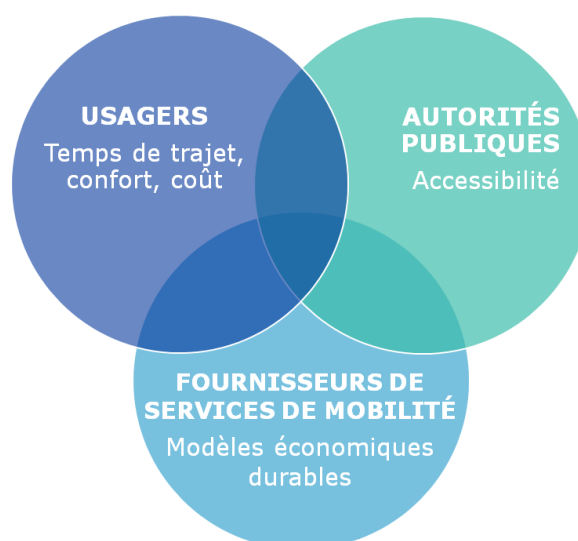 USAGERS
Temps de trajet,
confort, coût
AUTORITÉS
PUBLIQUES
Accessibilité
FOURNISSEURS DE
SERVICES DE MOBILITÉ
Modèles économiques
durables